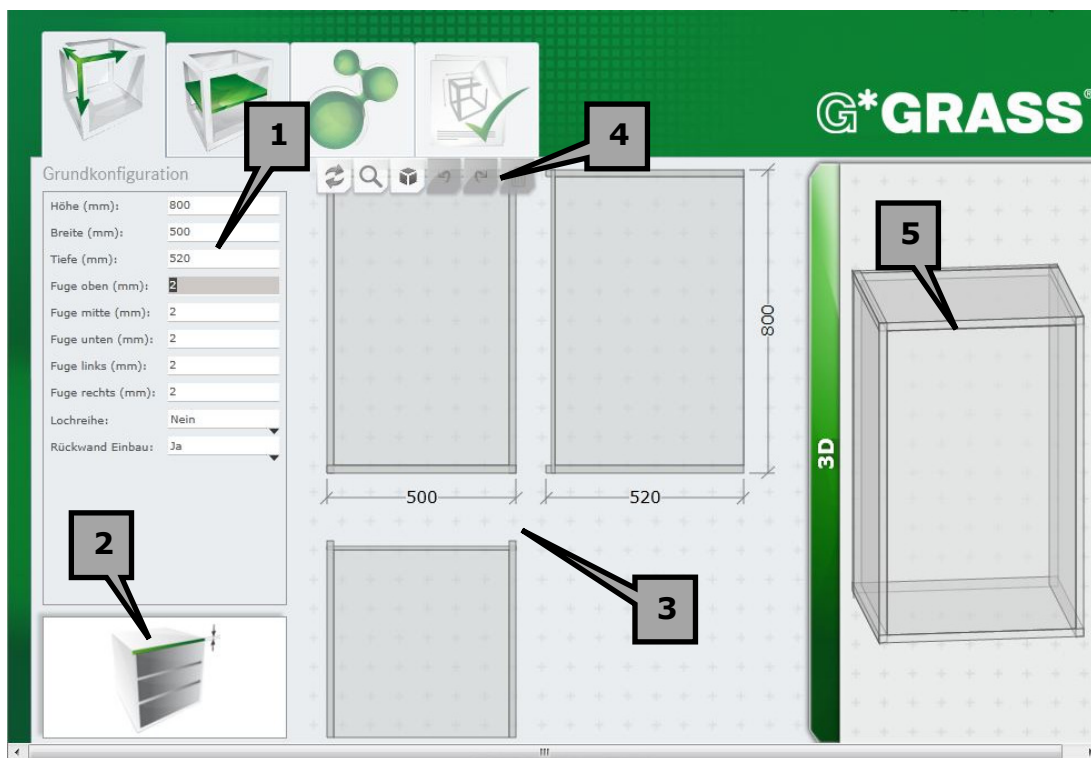 G*GRASS®
1
4
Grundkonfiguration
Höhe (mm): 800
Breite (mm): 500
Tiefe (mm): 520
Fuge oben (mm): 2
Fuge mitte (mm): 2
Fuge unten (mm): 2
Fuge links (mm): 2
Fuge rechts (mm): 2
Lochreihe: Nein
Rückwand Einbau: Ja
5
800
3D
500
520
2
3